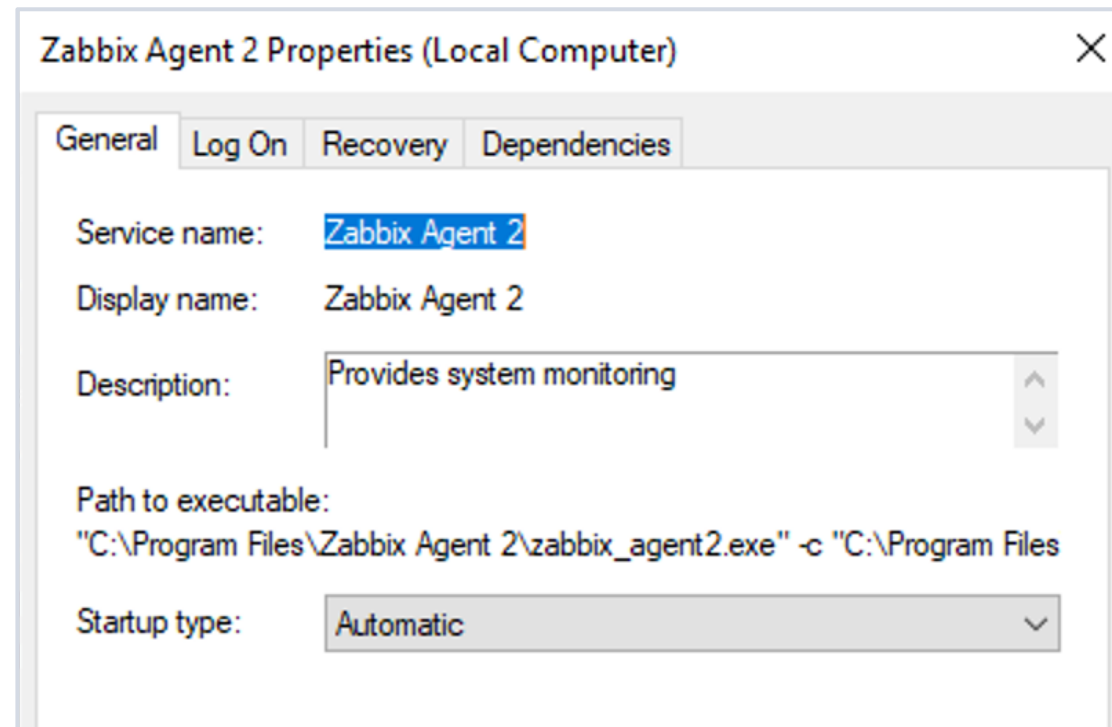 Zabbix Agent 2 Properties (Local Computer)
General Log On Recovery Dependencies
Service name: Zabbix Agent 2
Display name: Zabbix Agent 2
Description: Provides system monitoring
Path to executable:
"C:\Program Files\Zabbix Agent 2\zabbix_agent2.exe" -c "C:\Program Files
Startup type: Automatic